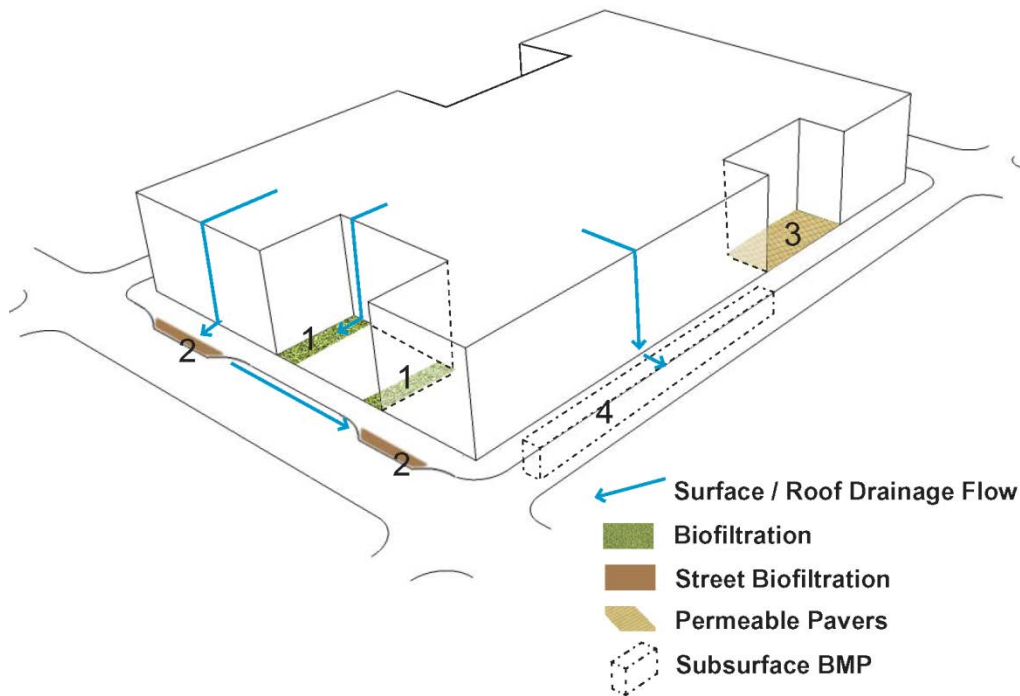 3
1
2
1
4
2
Surface / Roof Drainage Flow
Biofiltration
Street Biofiltration
Permeable Pavers
Subsurface BMP